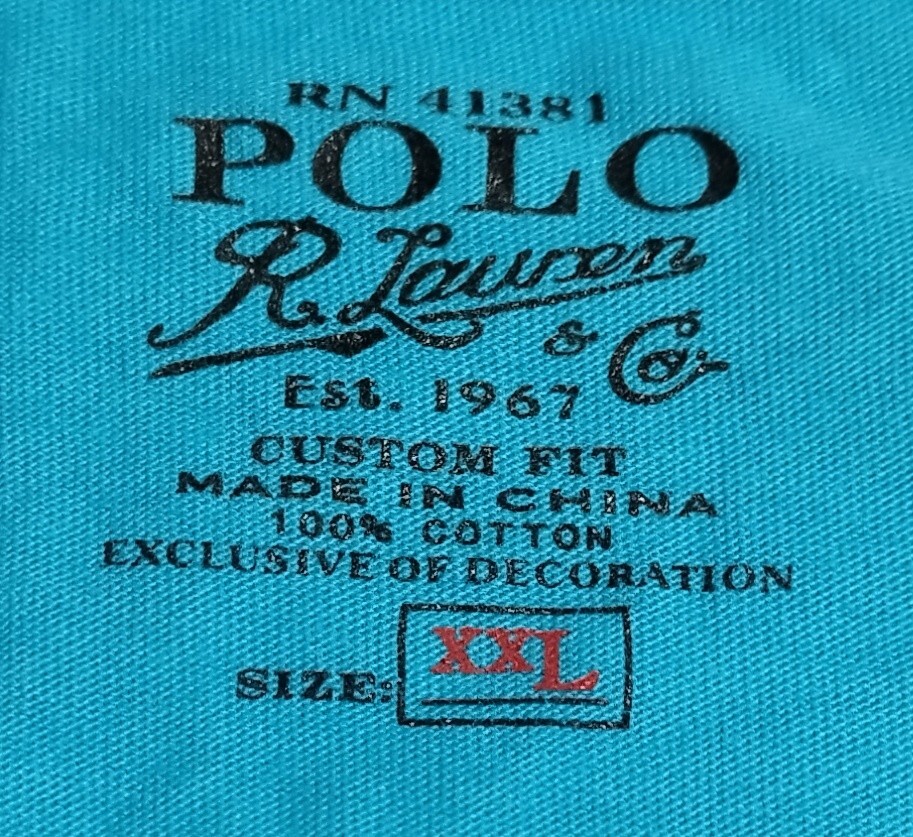 RN 41381
POLO
R. Lauren
& Co.
Est. 1967
CUSTOM FIT
MADE IN CHINA
100% COTTON
EXCLUSIVE OF DECORATION
SIZE: XXL